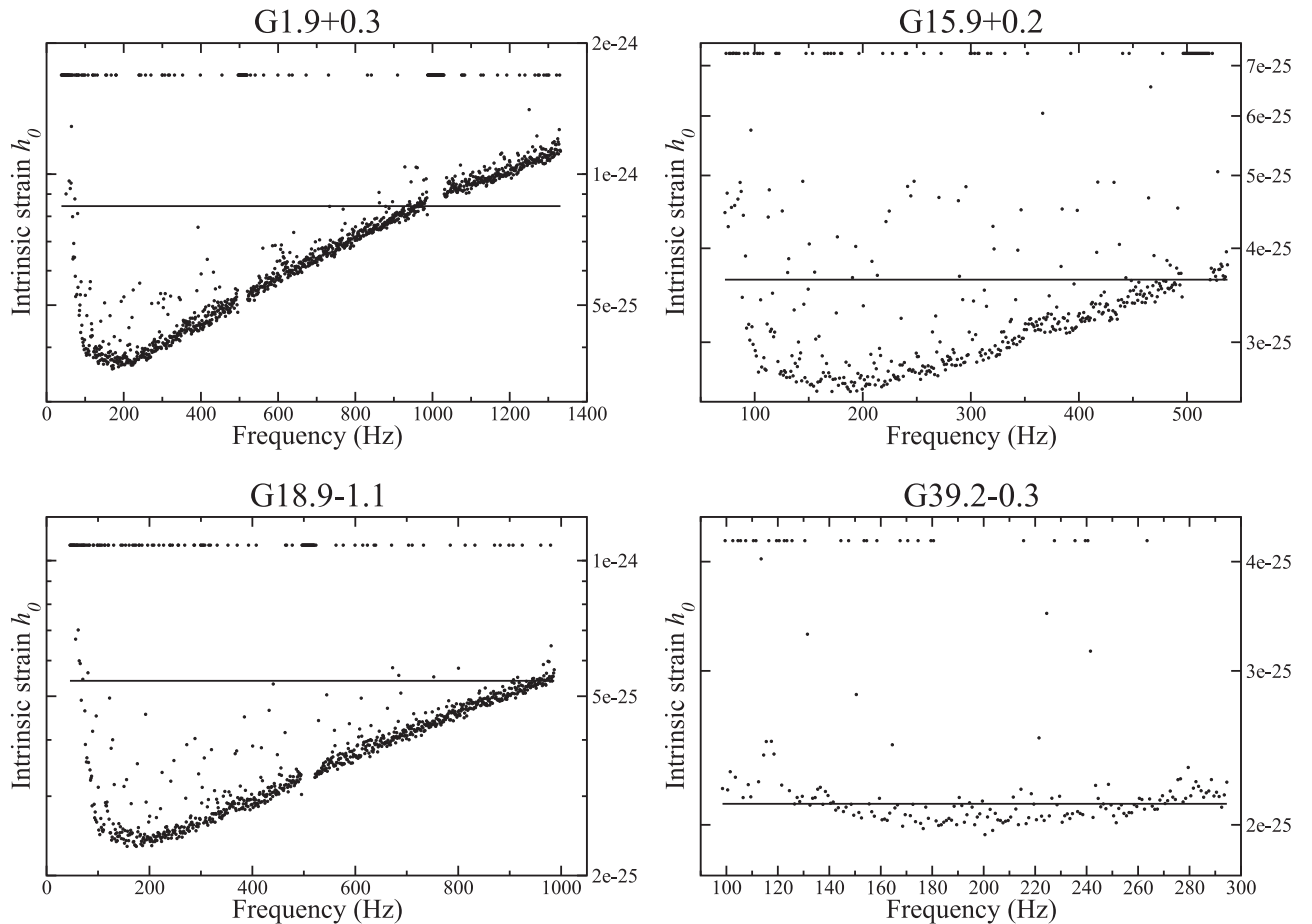 G1.9+0.3
Intrinsic strain h0
2e-24
1e-24
5e-25
0 200 400 600 800 1000 1200 1400
Frequency (Hz)
G15.9+0.2
Intrinsic strain h0
7e-25
6e-25
5e-25
4e-25
3e-25
100 200 300 400 500
Frequency (Hz)
G18.9-1.1
Intrinsic strain h0
1e-24
5e-25
2e-25
0 200 400 600 800 1000
Frequency (Hz)
G39.2-0.3
Intrinsic strain h0
4e-25
3e-25
2e-25
100 120 140 160 180 200 220 240 260 280 300
Frequency (Hz)